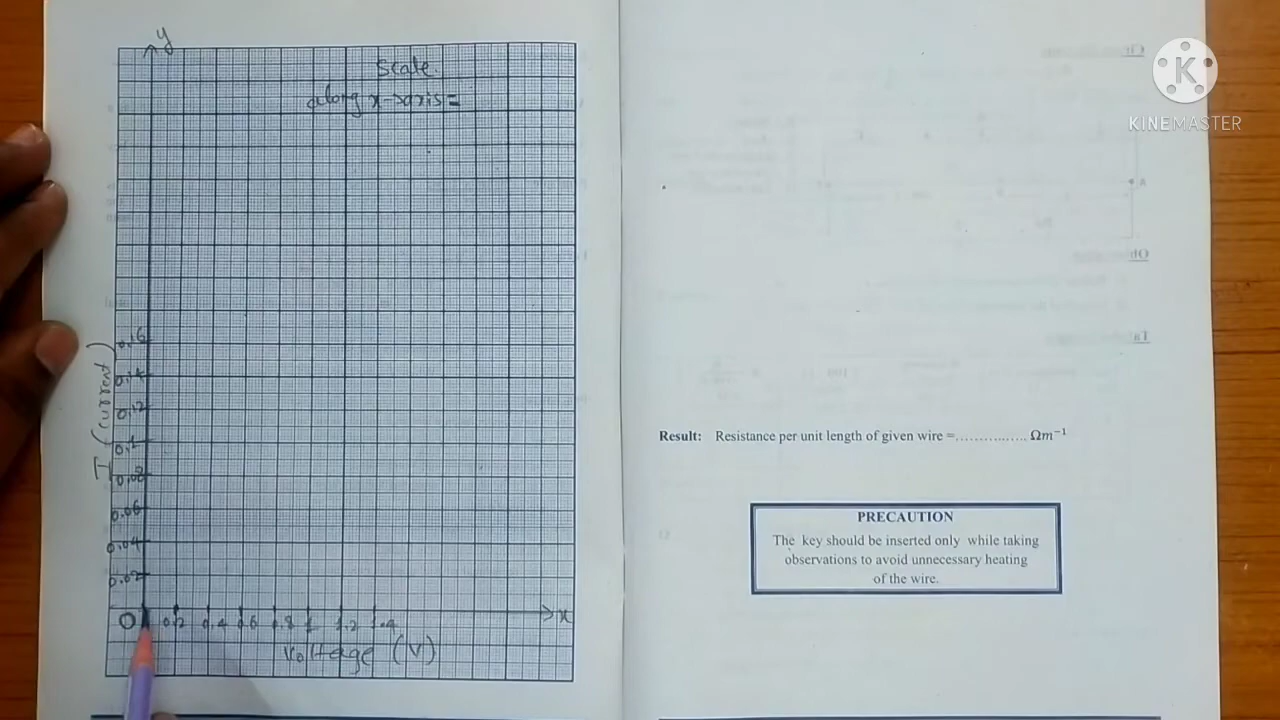 y
Scale
along x-axis =
0.16
0.14
0.12
0.1
0.08
0.06
0.04
0.02
I (current)
O 0.2 0.4 0.6 0.8 1 1.2 1.4
x
Voltage (V)
K
KINEMASTER
Result: Resistance per unit length of given wire =.............. Ωm⁻¹
PRECAUTION
The key should be inserted only while taking
observations to avoid unnecessary heating
of the wire.